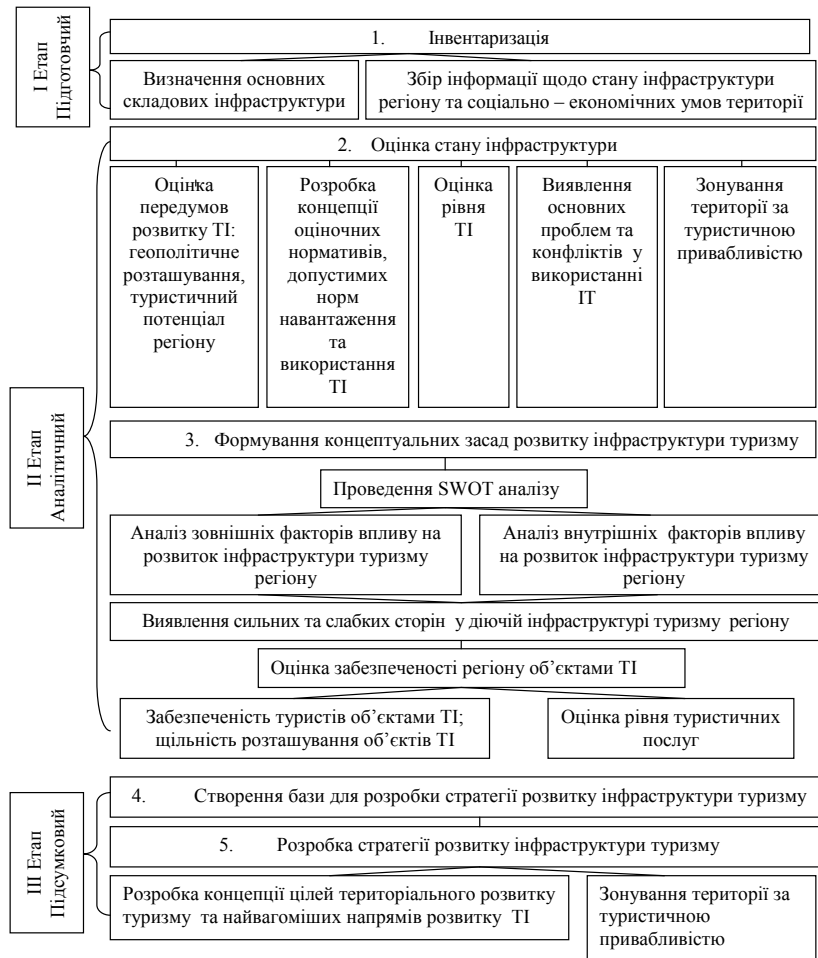 І Етап
Підготовчий
1. Інвентаризація
Визначення основних
складових інфраструктури
Збір інформації щодо стану інфраструктури
регіону та соціально – економічних умов території
ІІ Етап
Аналітичний
2. Оцінка стану інфраструктури
Оцінка
передумов
розвитку ТІ:
геополітичне
розташування,
туристичний
потенціал
регіону
Розробка
концепції
оціночних
нормативів,
допустимих
норм
навантаження
та
використання
ТІ
Оцінка
рівня
ТІ
Виявлення
основних
проблем та
конфліктів у
використанні
ІТ
Зонування
території за
туристичною
привабливістю
3. Формування концептуальних засад розвитку інфраструктури туризму
Проведення SWOT аналізу
Аналіз зовнішніх факторів впливу на
розвиток інфраструктури туризму
регіону
Аналіз внутрішніх факторів впливу
на розвиток інфраструктури туризму
регіону
Виявлення сильних та слабких сторін у діючій інфраструктурі туризму регіону
Оцінка забезпеченості регіону об’єктами ТІ
Забезпеченість туристів об’єктами ТІ;
щільність розташування об’єктів ТІ
Оцінка рівня туристичних
послуг
ІІІ Етап
Підсумковий
4. Створення бази для розробки стратегії розвитку інфраструктури туризму
5. Розробка стратегії розвитку інфраструктури туризму
Розробка концепції цілей територіального розвитку
туризму та найвагоміших напрямів розвитку ТІ
Зонування території за
туристичною
привабливістю